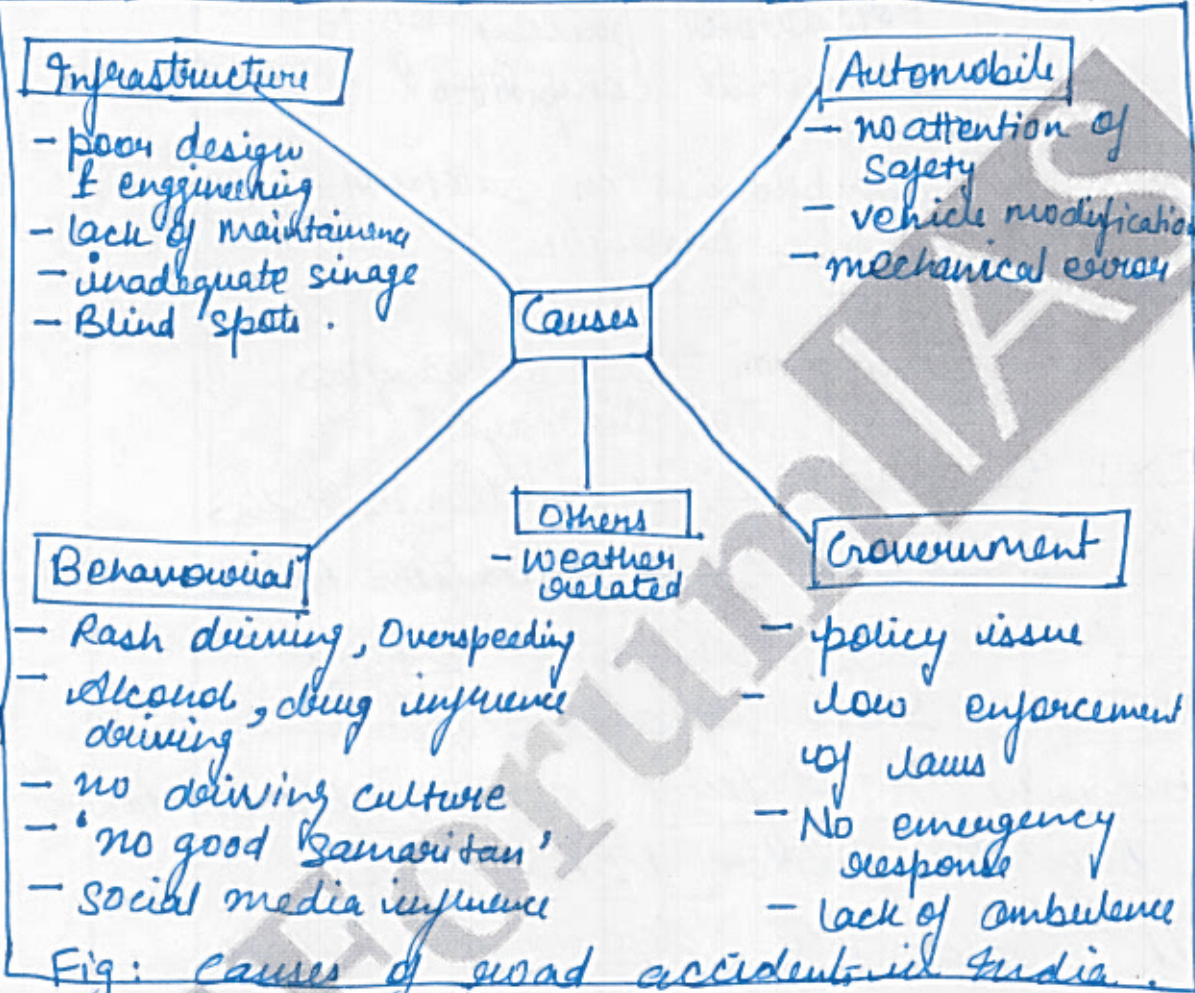 Infrastructure
- poor design
& engginering
- lack of maintainena
- inadequate sinage
- Blind spots.
Automobile
- no attention of
safety
- vehicle modification
- mechanical error
Causes
Others
- weather
related
Behavourial
- Rash driving, Overspeeding
- Alcohol, drug influence
driving
- no driving culture
- 'no good Samaritan'
- social media influence
Government
- policy issue
- low enforcement
of laws
- No emergency
response
- lack of ambulence
Fig: Causes of road accident in India.
ForumIAS